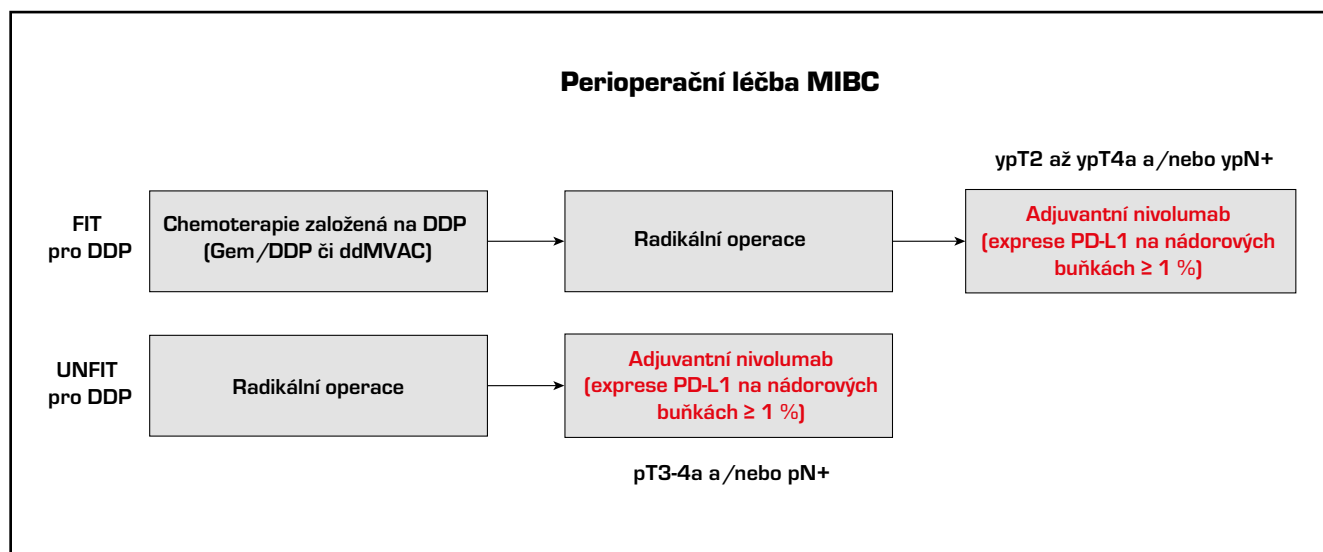 Perioperační léčba MIBC
ypT2 až ypT4a a/nebo ypN+
FIT
pro DDP
Chemoterapie založená na DDP
(Gem/DDP či ddMVAC)
Radikální operace
Adjuvantní nivolumab
(exprese PD-L1 na nádorových
buňkách ≥ 1 %)
UNFIT
pro DDP
Radikální operace
Adjuvantní nivolumab
(exprese PD-L1 na nádorových
buňkách ≥ 1 %)
pT3-4a a/nebo pN+